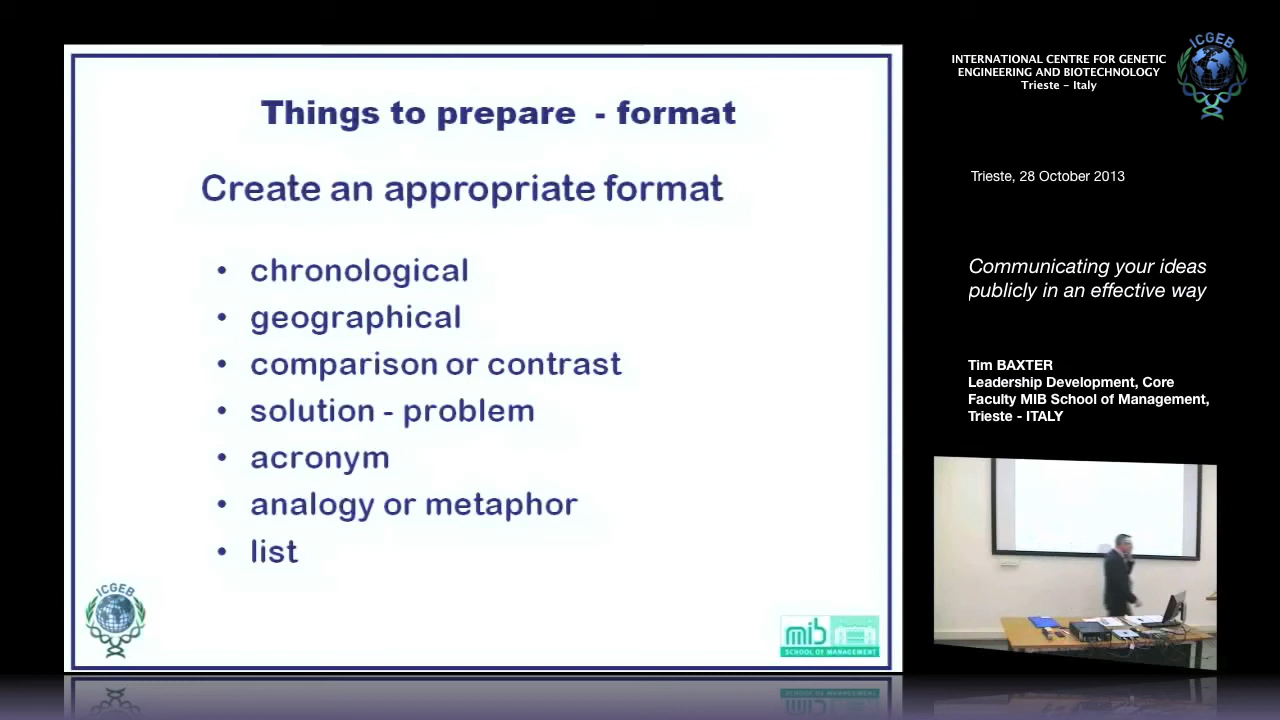 Things to prepare - format
Create an appropriate format
• chronological
• geographical
• comparison or contrast
• solution - problem
• acronym
• analogy or metaphor
• list
ICGEB
mib
SCHOOL OF MANAGEMENT
INTERNATIONAL CENTRE FOR GENETIC
ENGINEERING AND BIOTECHNOLOGY
Trieste - Italy
ICGEB
Trieste, 28 October 2013
Communicating your ideas
publicly in an effective way
Tim BAXTER
Leadership Development, Core
Faculty MIB School of Management,
Trieste - ITALY